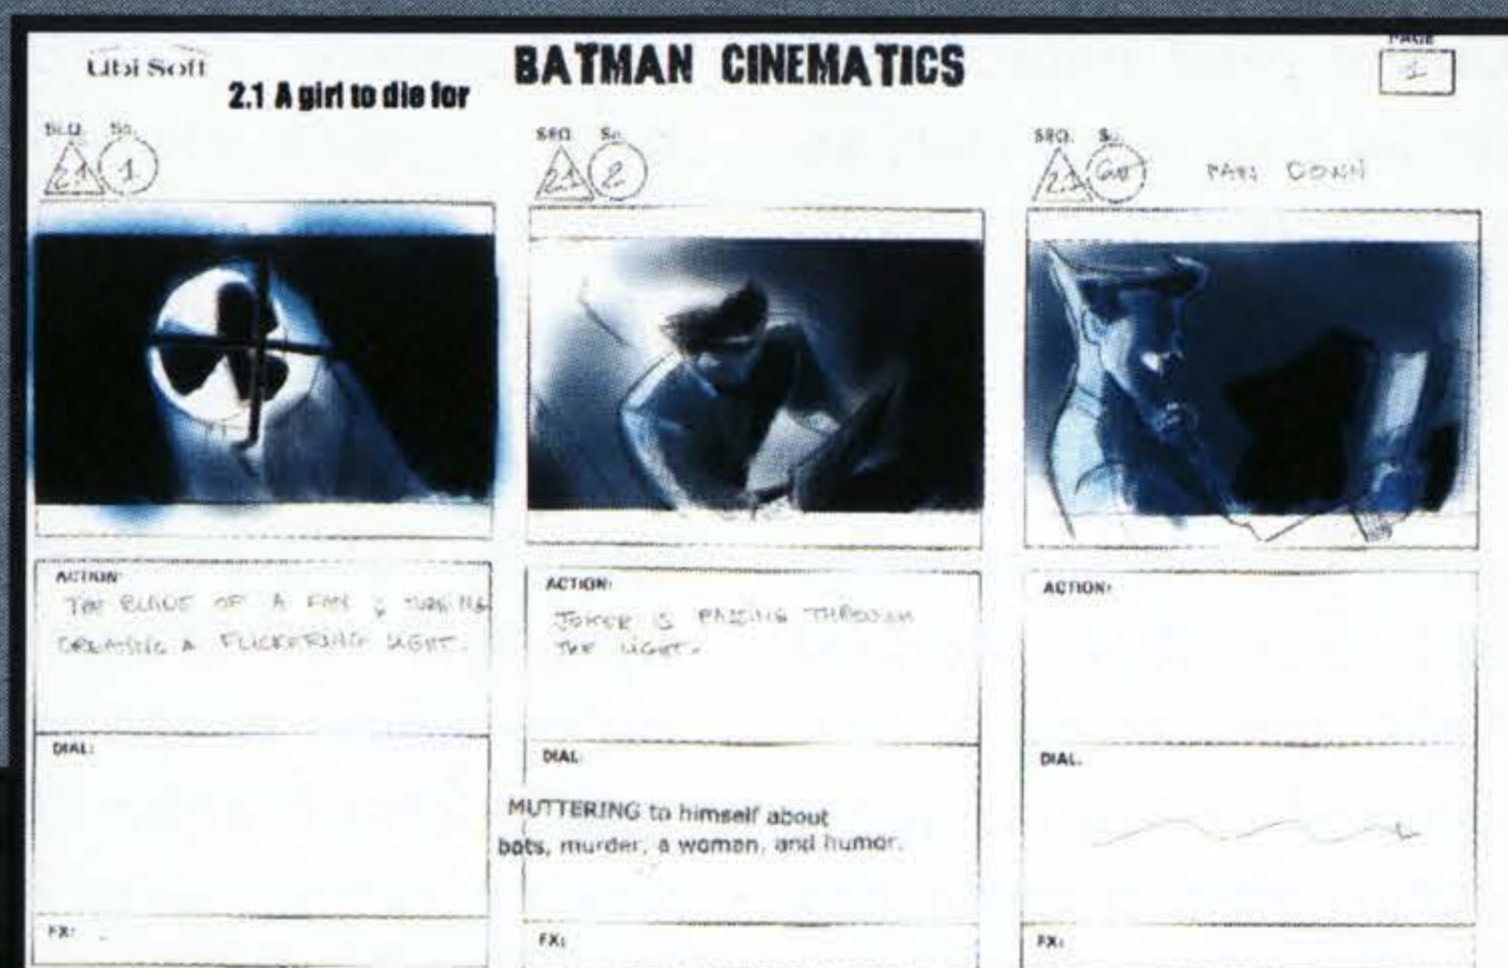 Ubi Soft
BATMAN CINEMATICS
PAGE
1
2.1 A girl to die for
SEQ. Sc.
2.1 1
SEQ. Sc.
2.1 2
SEQ. Sc.
2.1
PAN DOWN
ACTION:
BLADE OF A FAN
CREATING A FLICKERING LIGHT.
DIAL:
FX:
ACTION:
JOKER IS PASSING THROUGH
THE LIGHT.
DIAL:
MUTTERING to himself about
bats, murder, a woman, and humor.
FX:
ACTION:
DIAL.
FX: